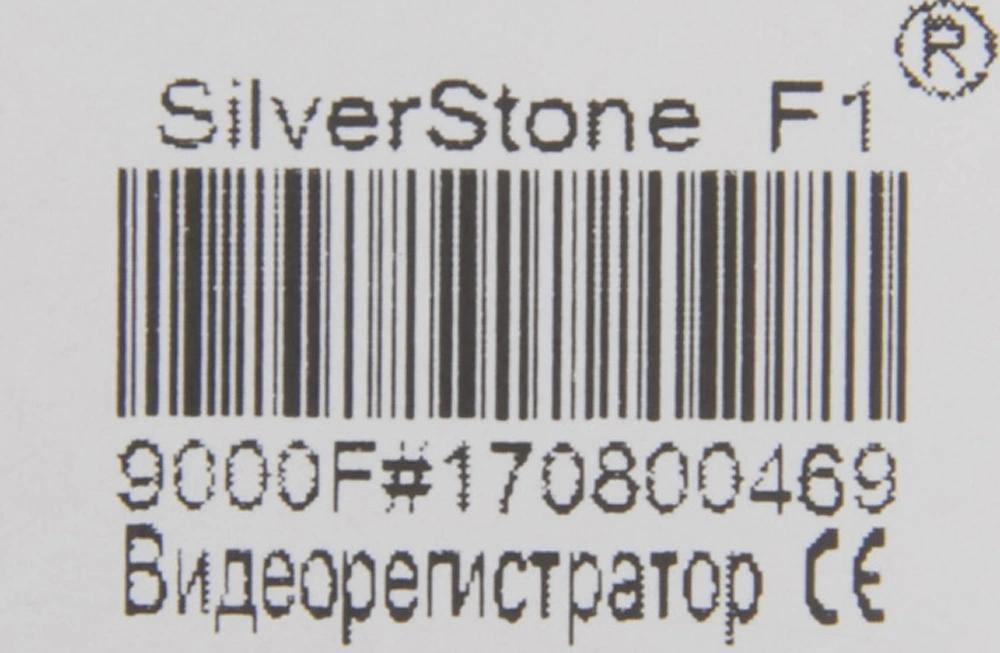 SilverStone F1®
9000F#170800469
Видеорегистратор CE